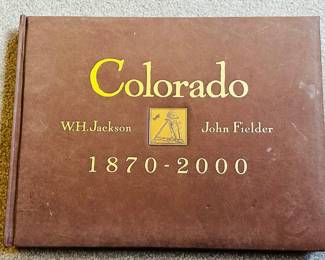 Colorado
W.H. Jackson John Fielder
1870-2000